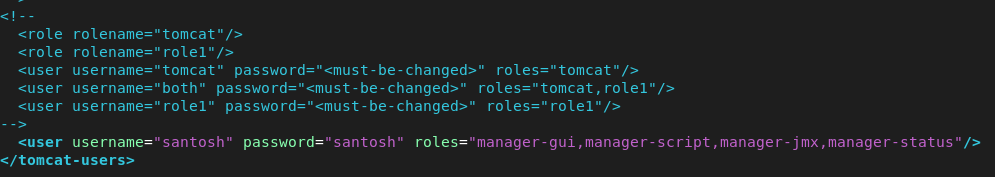 <!--
<role rolename="tomcat"/>
<role rolename="role1"/>
<user username="tomcat" password="<must-be-changed>" roles="tomcat"/>
<user username="both" password="<must-be-changed>" roles="tomcat,role1"/>
<user username="role1" password="<must-be-changed>" roles="role1"/>
-->
<user username="santosh" password="santosh" roles="manager-gui,manager-script,manager-jmx,manager-status"/>
</tomcat-users>